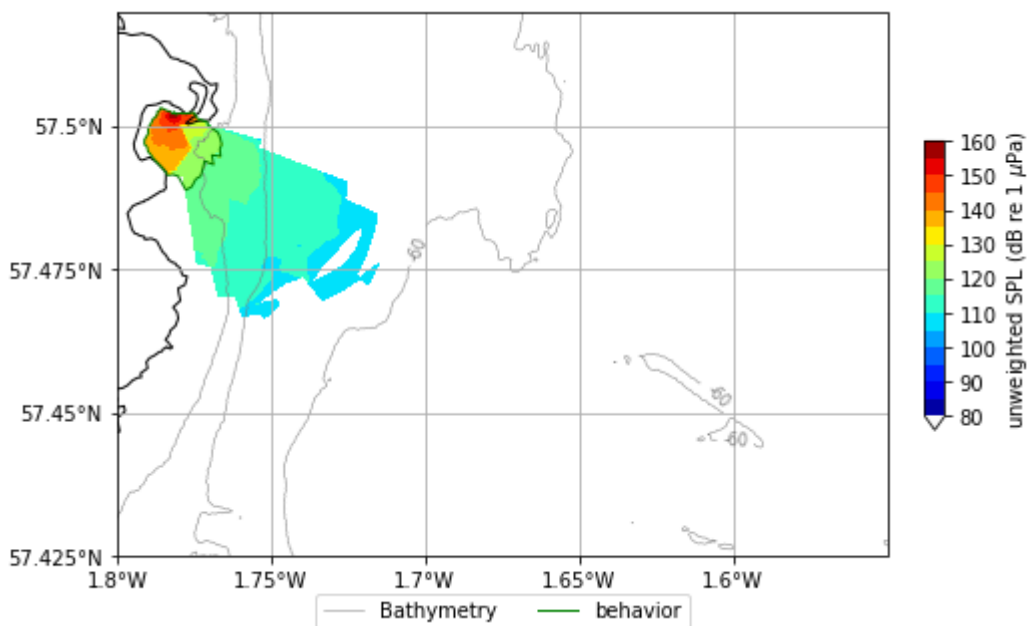 57.5°N
57.475°N
57.45°N
57.425°N
1.8°W
1.75°W
1.7°W
1.65°W
1.6°W
-60
-60
-60
160
150
140
130
120
110
100
90
80
unweighted SPL (dB re 1 μPa)
Bathymetry
behavior